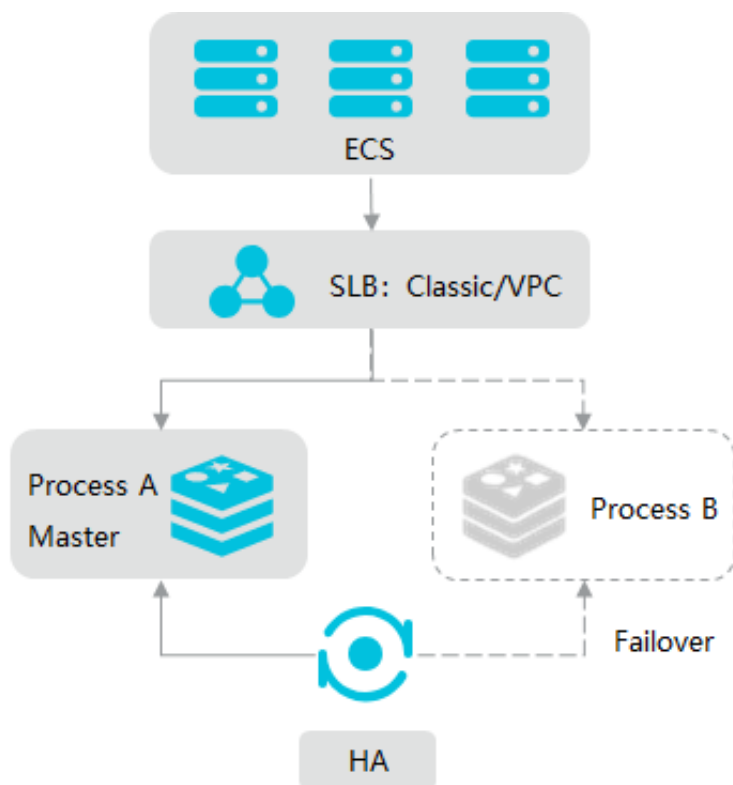 ECS
SLB: Classic/VPC
Process A
Master
Process B
Failover
HA